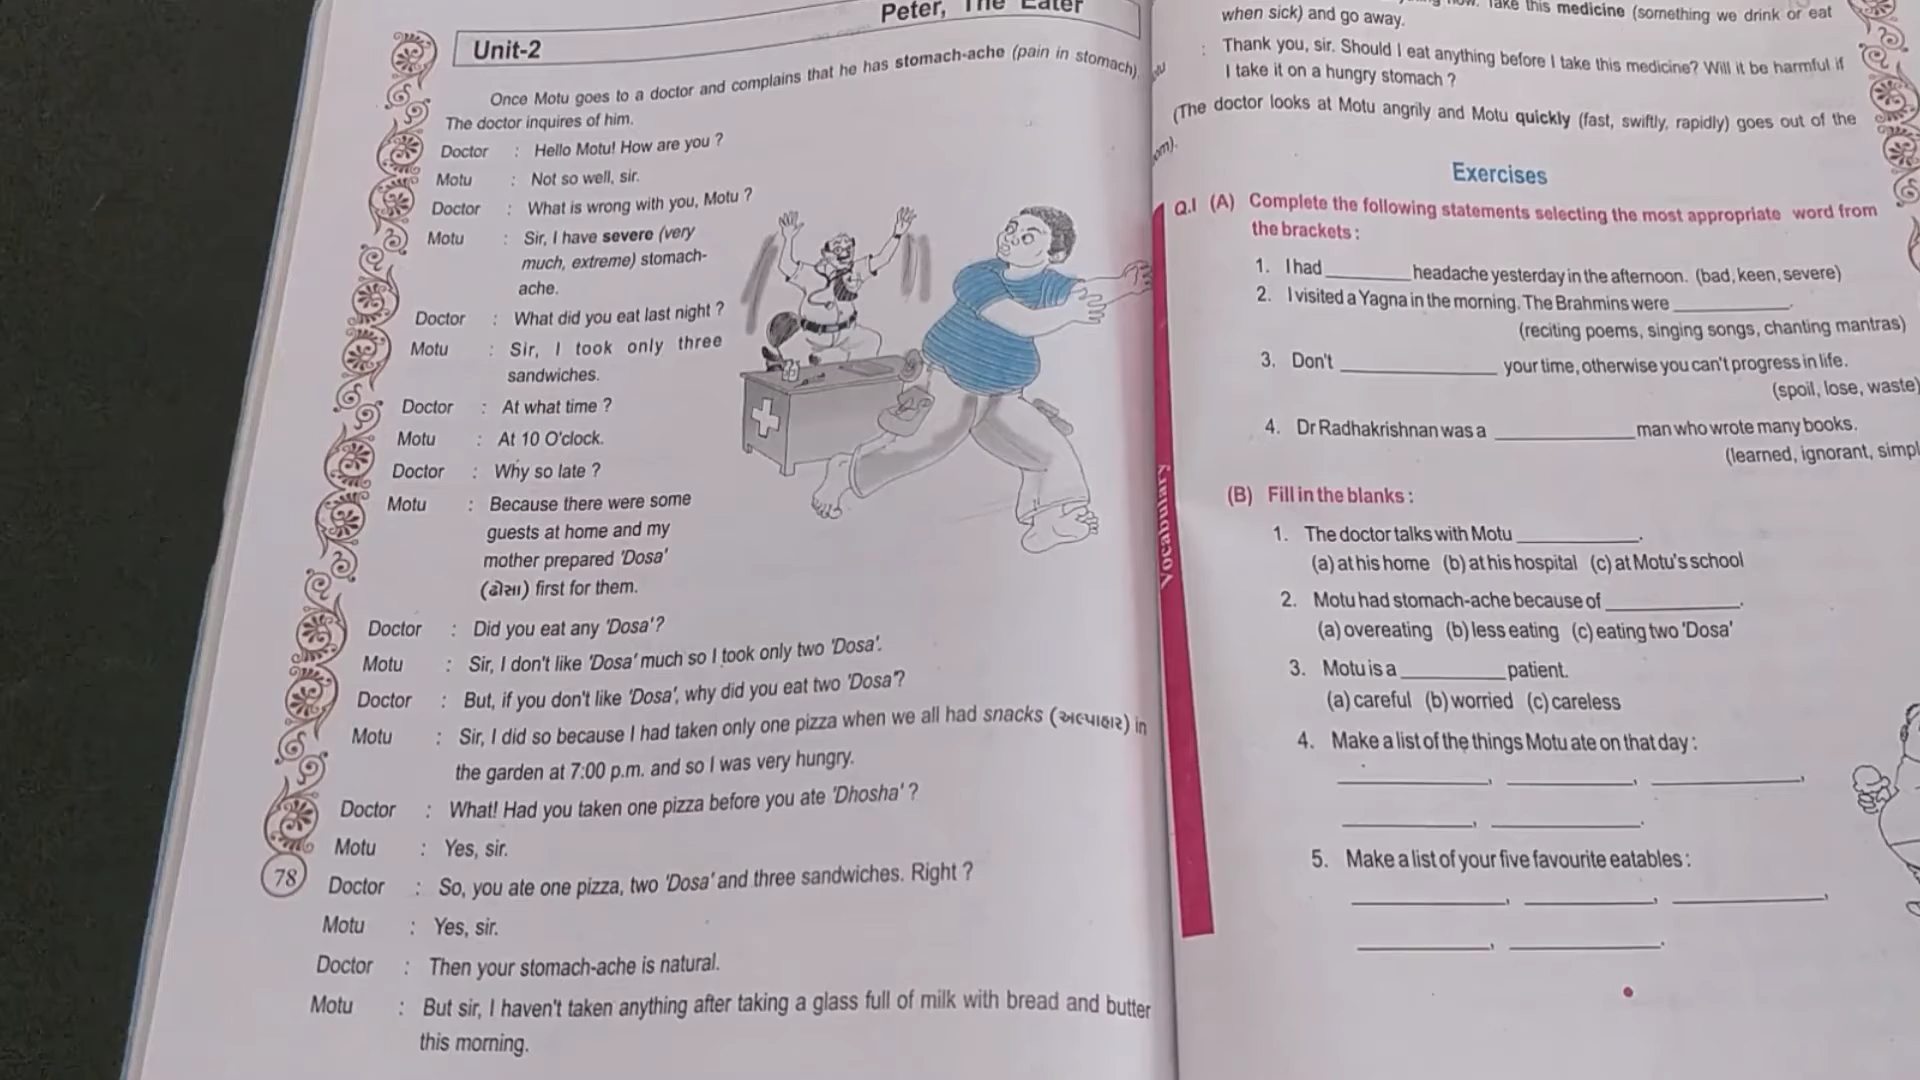 Peter, The Eater
Unit-2
Once Motu goes to a doctor and complains that he has stomach-ache (pain in stomach).
The doctor inquires of him.
Doctor : Hello Motu! How are you ?
Motu : Not so well, sir.
Doctor : What is wrong with you, Motu ?
Motu : Sir, I have severe (very
much, extreme) stomach-
ache.
Doctor : What did you eat last night ?
Motu : Sir, I took only three
sandwiches.
Doctor : At what time ?
Motu : At 10 O'clock.
Doctor : Why so late ?
Motu : Because there were some
guests at home and my
mother prepared 'Dosa'
(ઢોસા) first for them.
Doctor : Did you eat any 'Dosa'?
Motu : Sir, I don't like 'Dosa' much so I took only two 'Dosa'.
Doctor : But, if you don't like 'Dosa', why did you eat two 'Dosa'?
Motu : Sir, I did so because I had taken only one pizza when we all had snacks (અલ્પાહાર) in
the garden at 7:00 p.m. and so I was very hungry.
Doctor : What! Had you taken one pizza before you ate 'Dhosha' ?
Motu : Yes, sir.
78
Doctor : So, you ate one pizza, two 'Dosa' and three sandwiches. Right ?
Motu : Yes, sir.
Doctor : Then your stomach-ache is natural.
Motu : But sir, I haven't taken anything after taking a glass full of milk with bread and butter
this morning.
Take this medicine (something we drink or eat
when sick) and go away.
: Thank you, sir. Should I eat anything before I take this medicine? Will it be harmful if
I take it on a hungry stomach ?
(The doctor looks at Motu angrily and Motu quickly (fast, swiftly, rapidly) goes out of the
om).
Exercises
Q.1 (A) Complete the following statements selecting the most appropriate word from
the brackets :
1. I had ________ headache yesterday in the afternoon. (bad, keen, severe)
2. I visited a Yagna in the morning. The Brahmins were ____________.
(reciting poems, singing songs, chanting mantras)
3. Don't ________________ your time, otherwise you can't progress in life.
(spoil, lose, waste)
4. Dr Radhakrishnan was a ______________ man who wrote many books.
(learned, ignorant, simpl
Vocabulary
(B) Fill in the blanks :
1. The doctor talks with Motu ____________.
(a) at his home (b) at his hospital (c) at Motu's school
2. Motu had stomach-ache because of ______________.
(a) overeating (b) less eating (c) eating two 'Dosa'
3. Motu is a __________ patient.
(a) careful (b) worried (c) careless
4. Make a list of the things Motu ate on that day :
______________, ____________, ______________,
____________, ______________.
5. Make a list of your five favourite eatables :
______________, ____________, ______________,
____________, ______________.